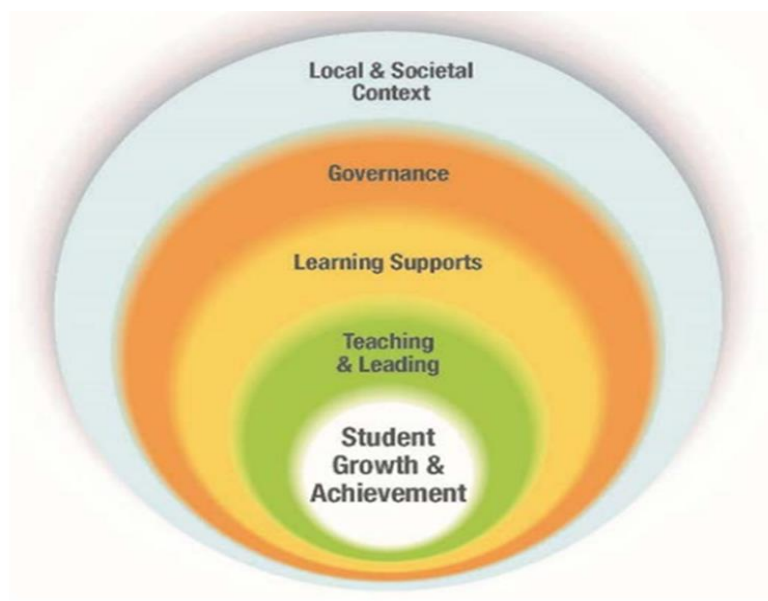 Local & Societal
Context
Governance
Learning Supports
Teaching
& Leading
Student
Growth &
Achievement